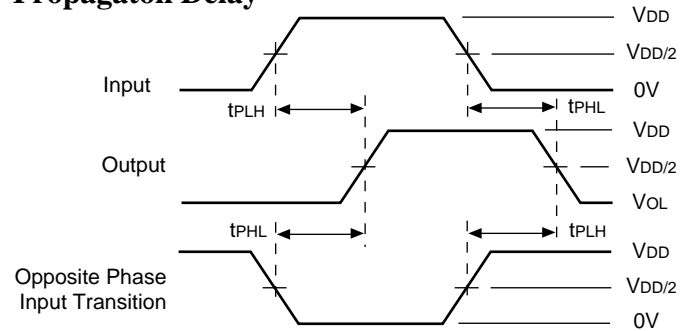 Propagaton Delay
VDD
VDD/2
Input
0V
tPLH
tPHL
VDD
Output
VDD/2
VOL
tPHL
tPLH
VDD
Opposite Phase
Input Transition
VDD/2
0V